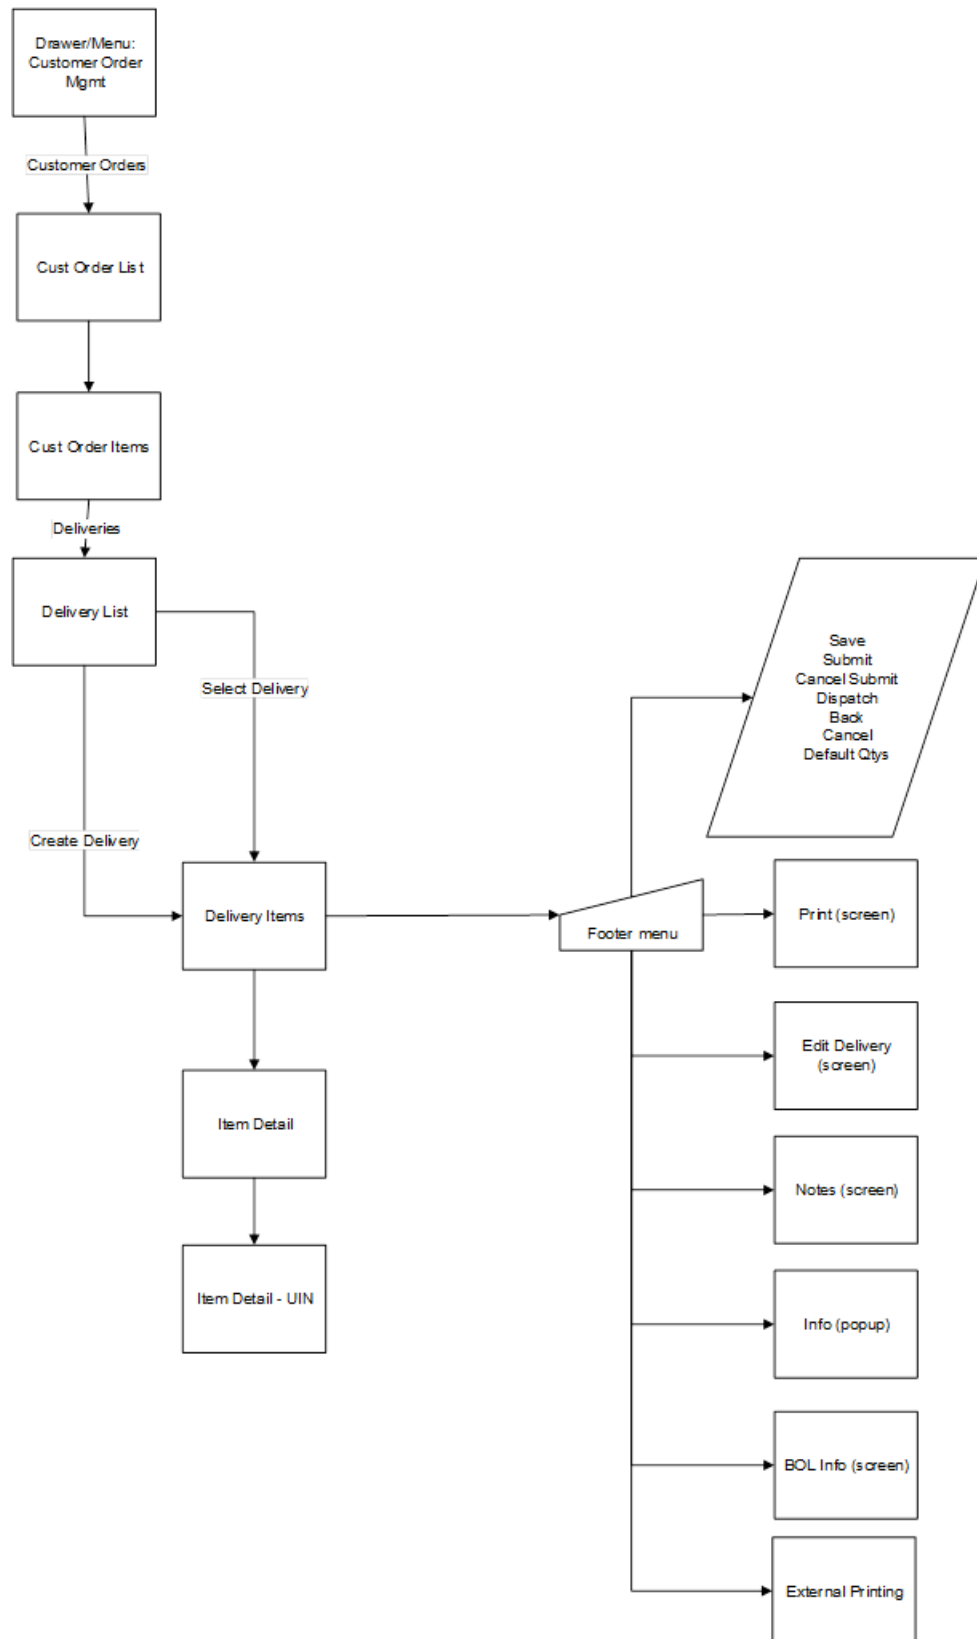 Drawer/Menu:
Customer Order
Mgmt
Customer Orders
Cust Order List
Cust Order Items
Deliveries
Delivery List
Select Delivery
Create Delivery
Delivery Items
Item Detail
Item Detail - UIN
Footer menu
Save
Submit
Cancel Submit
Dispatch
Back
Cancel
Default Qtys
Print (screen)
Edit Delivery
(screen)
Notes (screen)
Info (popup)
BOL Info (screen)
External Printing